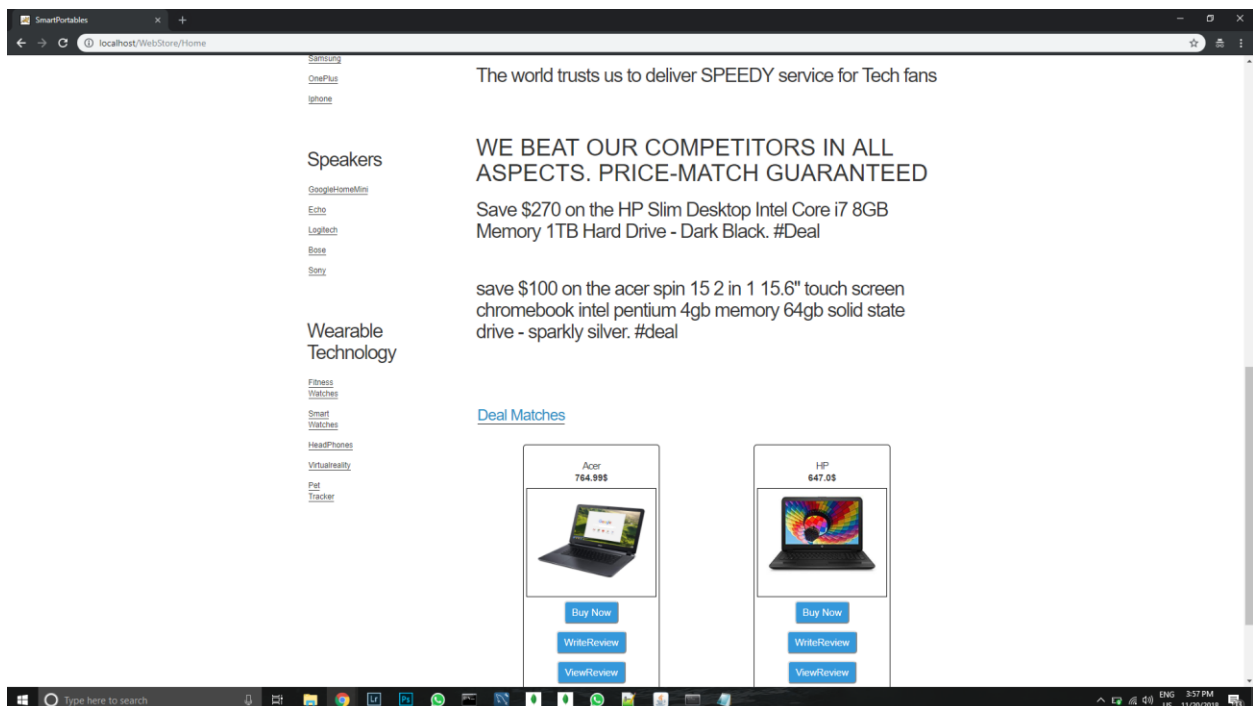 SmartPortables
localhost/WebStore/Home
Samsung
OnePlus
Iphone
Speakers
GoogleHomeMini
Echo
Logitech
Bose
Sony
Wearable
Technology
Fitness
Watches
Smart
Watches
HeadPhones
Virtualreality
Pet
Tracker
The world trusts us to deliver SPEEDY service for Tech fans
WE BEAT OUR COMPETITORS IN ALL
ASPECTS. PRICE-MATCH GUARANTEED
Save $270 on the HP Slim Desktop Intel Core i7 8GB
Memory 1TB Hard Drive - Dark Black. #Deal
save $100 on the acer spin 15 2 in 1 15.6" touch screen
chromebook intel pentium 4gb memory 64gb solid state
drive - sparkly silver. #deal
Deal Matches
Acer
764.99$
Buy Now
WriteReview
ViewReview
HP
647.0$
Buy Now
WriteReview
ViewReview
Type here to search
Lr
Ps
ENG
US
3:57 PM
11/20/2018